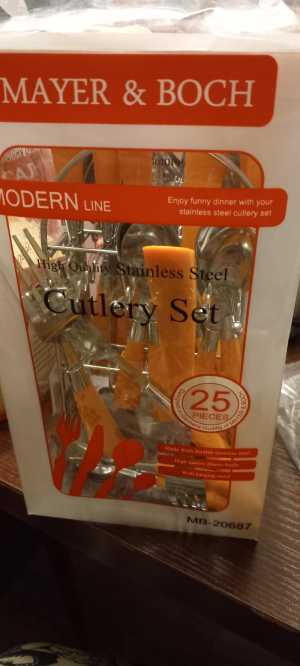 MAYER & BOCH
MODERN LINE
Enjoy funny dinner with your
stainless steel cultery set
High Quality Stainless Steel
Cutlery Set
25
PIECES
MB-20687